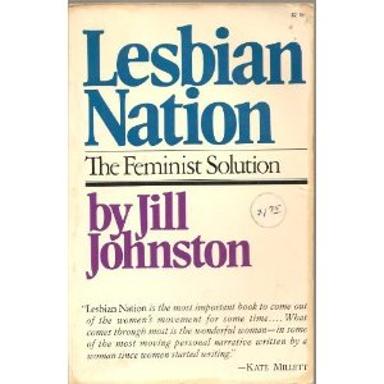 Lesbian
Nation
The Feminist Solution
by Jill
Johnston
"Lesbian Nation is the most important book to come out
of the women's movement for some time.... What
comes through most is the wonderful woman—in some
of the most moving personal narrative written by a
woman since women started writing."
—KATE MILLETT